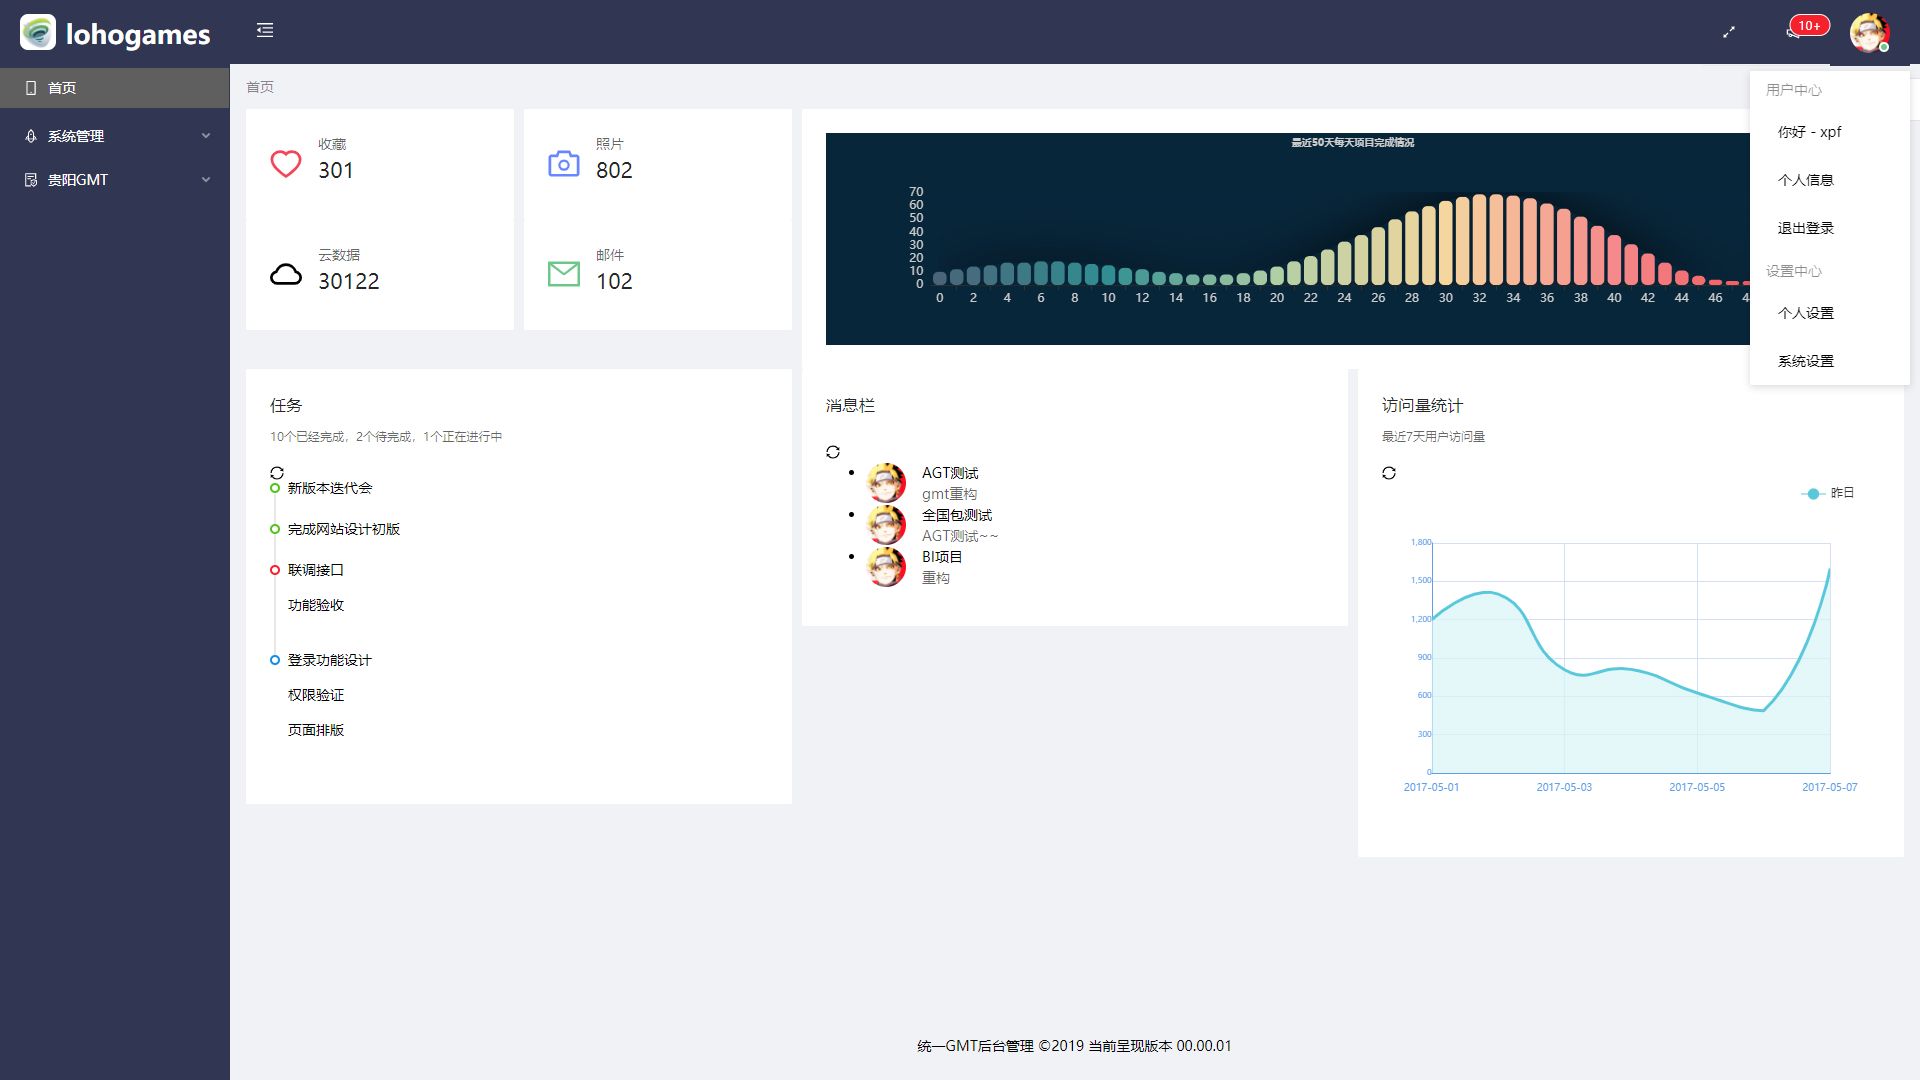 lohogames
10+
首页
系统管理
贵阳GMT
首页
收藏
301
照片
802
云数据
30122
邮件
102
最近50天每天项目完成情况
70
60
50
40
30
20
10
0
0 2 4 6 8 10 12 14 16 18 20 22 24 26 28 30 32 34 36 38 40 42 44 46 4
用户中心
你好 - xpf
个人信息
退出登录
设置中心
个人设置
系统设置
任务
10个已经完成，2个待完成，1个正在进行中
新版本迭代会
完成网站设计初版
联调接口
功能验收
登录功能设计
权限验证
页面排版
消息栏
AGT测试
gmt重构
全国包测试
AGT测试~~
BI项目
重构
访问量统计
最近7天用户访问量
昨日
1,800
1,500
1,200
900
600
300
0
2017-05-01 2017-05-03 2017-05-05 2017-05-07
统一GMT后台管理 ©2019 当前呈现版本 00.00.01